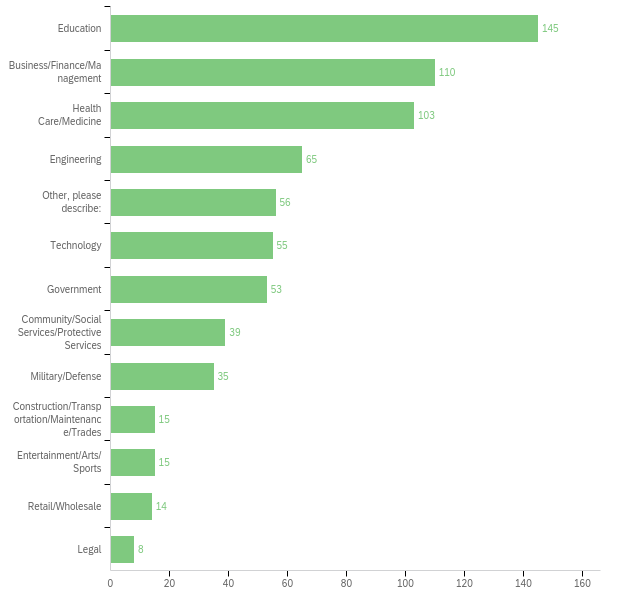 Education
145
Business/Finance/Ma
nagement
110
Health
Care/Medicine
103
Engineering
65
Other, please
describe:
56
Technology
55
Government
53
Community/Social
Services/Protective
Services
39
Military/Defense
35
Construction/Transp
ortation/Maintenanc
e/Trades
15
Entertainment/Arts/
Sports
15
Retail/Wholesale
14
Legal
8
0 20 40 60 80 100 120 140 160